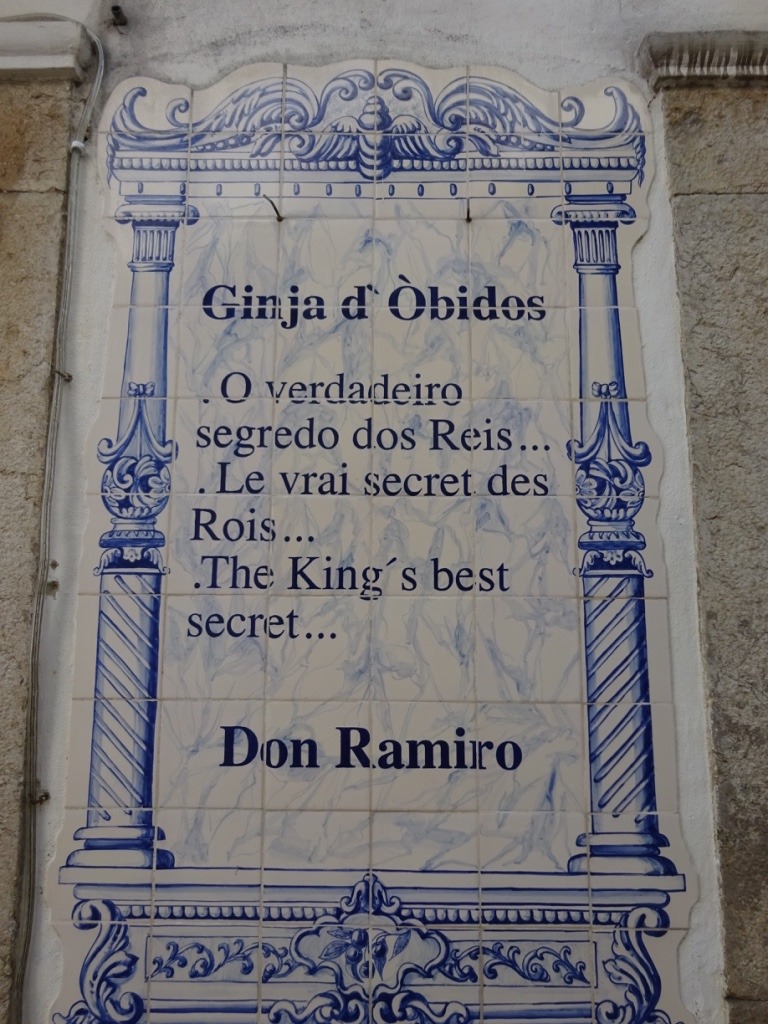 Ginja d` Òbidos
. O verdadeiro
segredo dos Reis...
. Le vrai secret des
Rois...
.The King´s best
secret...
Don Ramiro